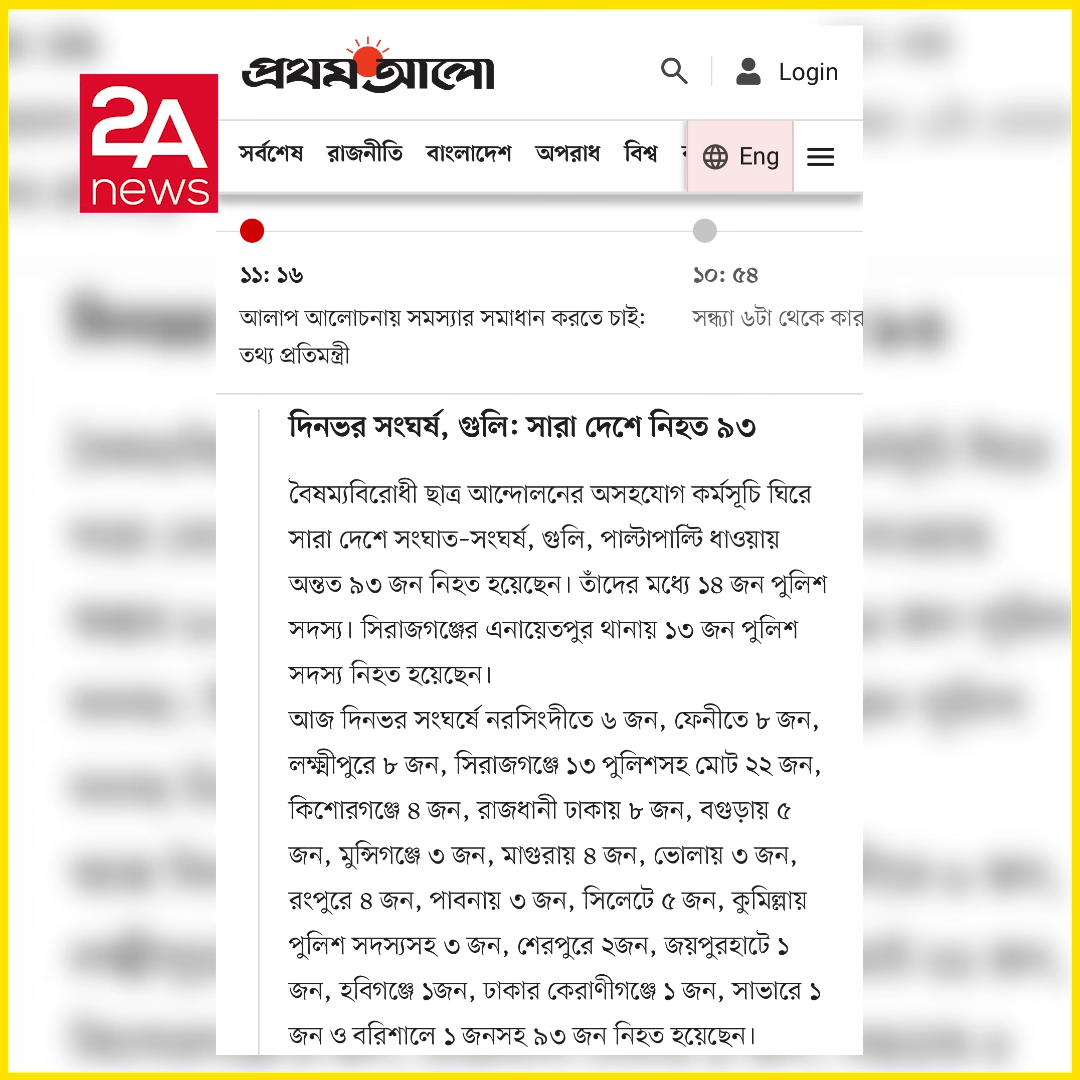 2A
news
প্রথম আলো
Login
সর্বশেষ রাজনীতি বাংলাদেশ অপরাধ বিশ্ব
Eng
১১: ১৬
আলাপ আলোচনায় সমস্যার সমাধান করতে চাই:
তথ্য প্রতিমন্ত্রী
১০: ৫৪
সন্ধ্যা ৬টা থেকে কার
দিনভর সংঘর্ষ, গুলি: সারা দেশে নিহত ৯৩
বৈষম্যবিরোধী ছাত্র আন্দোলনের অসহযোগ কর্মসূচি ঘিরে
সারা দেশে সংঘাত-সংঘর্ষ, গুলি, পাল্টাপাল্টি ধাওয়ায়
অন্তত ৯৩ জন নিহত হয়েছেন। তাঁদের মধ্যে ১৪ জন পুলিশ
সদস্য। সিরাজগঞ্জের এনায়েতপুর থানায় ১৩ জন পুলিশ
সদস্য নিহত হয়েছেন।
আজ দিনভর সংঘর্ষে নরসিংদীতে ৬ জন, ফেনীতে ৮ জন,
লক্ষ্মীপুরে ৮ জন, সিরাজগঞ্জে ১৩ পুলিশসহ মোট ২২ জন,
কিশোরগঞ্জে ৪ জন, রাজধানী ঢাকায় ৮ জন, বগুড়ায় ৫
জন, মুন্সিগঞ্জে ৩ জন, মাগুরায় ৪ জন, ভোলায় ৩ জন,
রংপুরে ৪ জন, পাবনায় ৩ জন, সিলেটে ৫ জন, কুমিল্লায়
পুলিশ সদস্যসহ ৩ জন, শেরপুরে ২জন, জয়পুরহাটে ১
জন, হবিগঞ্জে ১জন, ঢাকার কেরাণীগঞ্জে ১ জন, সাভারে ১
জন ও বরিশালে ১ জনসহ ৯৩ জন নিহত হয়েছেন।